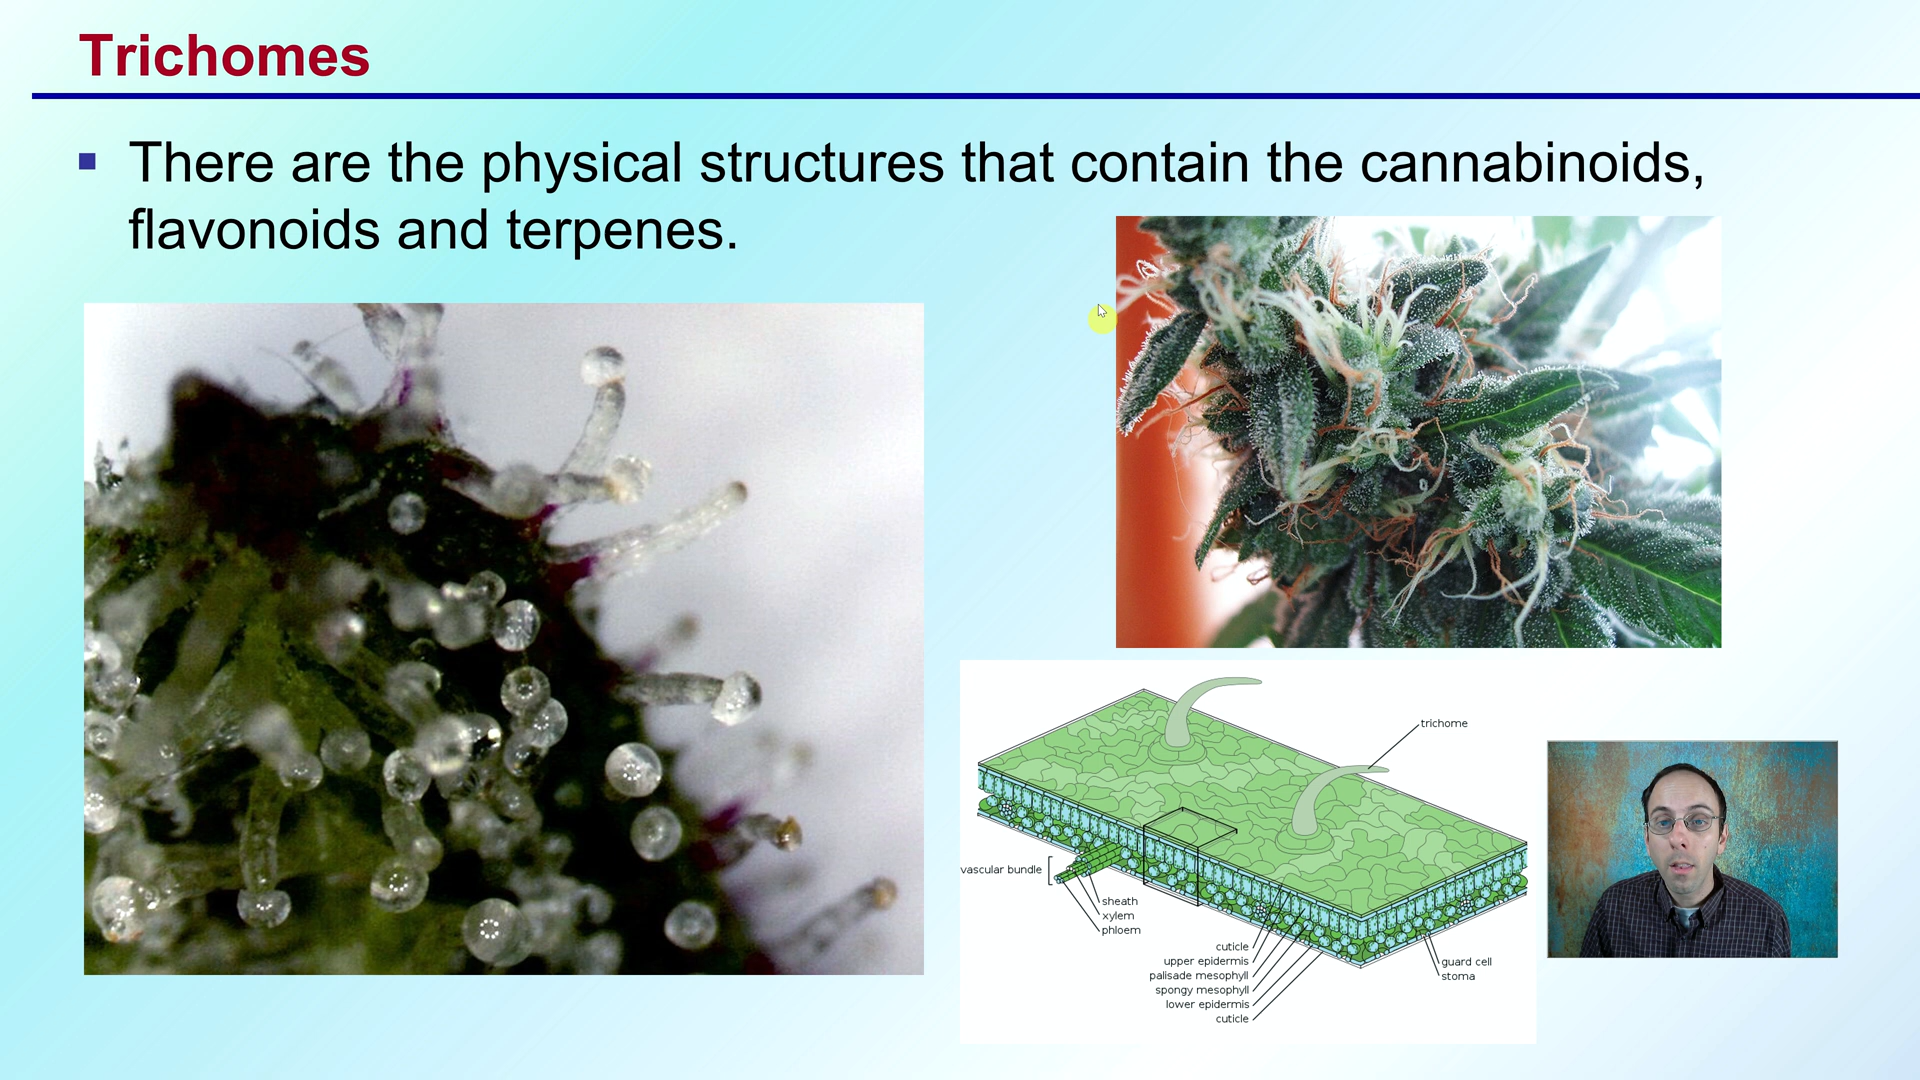 Trichomes
There are the physical structures that contain the cannabinoids,
flavonoids and terpenes.
trichome
vascular bundle
sheath
xylem
phloem
cuticle
upper epidermis
palisade mesophyll
spongy mesophyll
lower epidermis
cuticle
guard cell
stoma